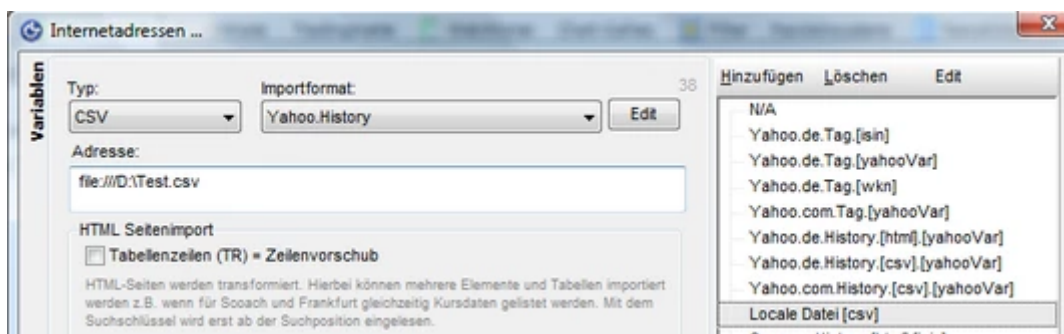 Internetadressen ...
Variablen
Typ:
Importformat:
38
CSV
Yahoo.History
Edit
Adresse:
file:///D:\Test.csv
HTML Seitenimport
Tabellenzeilen (TR) = Zeilenvorschub
HTML-Seiten werden transformiert. Hierbei können mehrere Elemente und Tabellen importiert
werden z.B. wenn für Scoach und Frankfurt gleichzeitig Kursdaten gelistet werden. Mit dem
Suchschlüssel wird erst ab der Suchposition eingelesen.
Hinzufügen Löschen Edit
N/A
Yahoo.de.Tag.[isin]
Yahoo.de.Tag.[yahooVar]
Yahoo.de.Tag.[wkn]
Yahoo.com.Tag.[yahooVar]
Yahoo.de.History.[html].[yahooVar]
Yahoo.de.History.[csv].[yahooVar]
Yahoo.com.History.[csv].[yahooVar]
Locale Datei [csv]